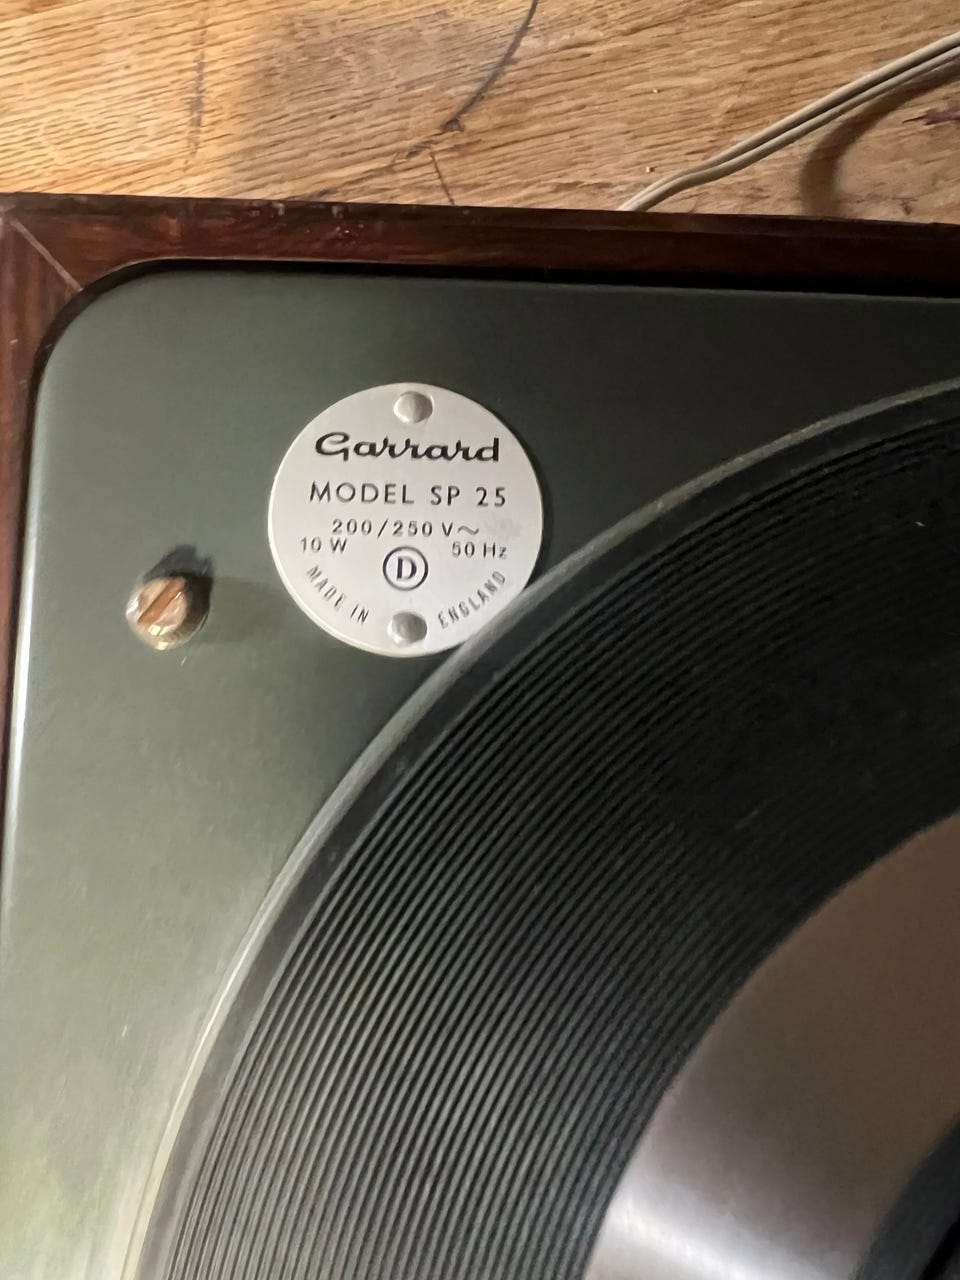 Garrard
MODEL SP 25
200/250 V~
10 W 50 Hz
D
MADE IN ENGLAND